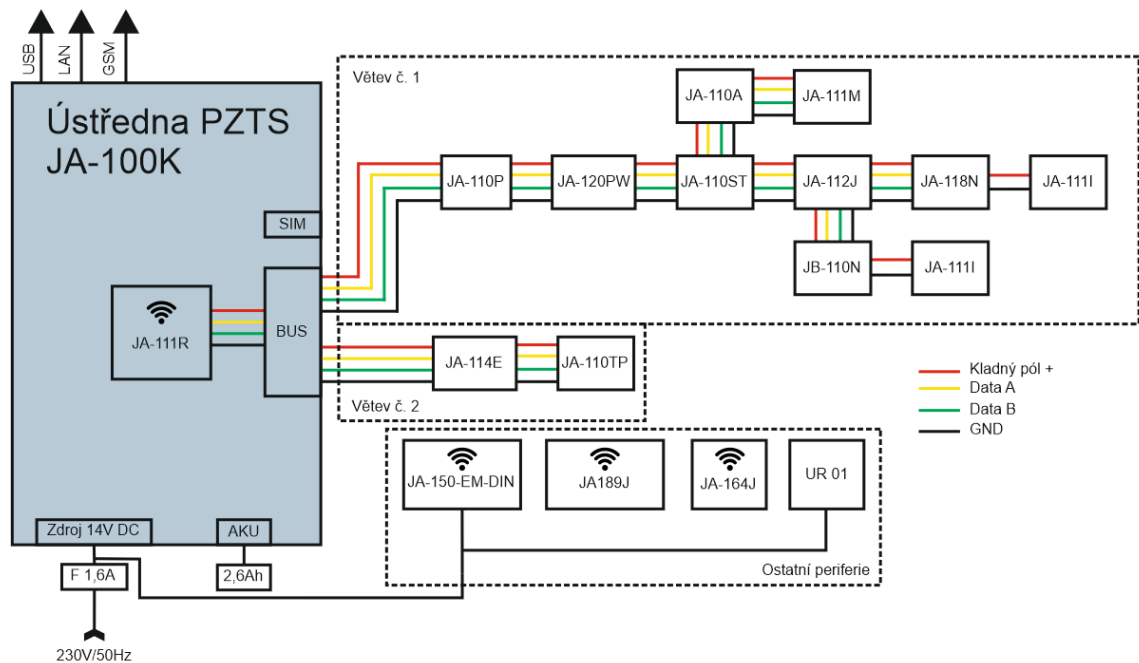 USB
LAN
GSM
Ústředna PZTS
JA-100K
SIM
BUS
JA-111R
Zdroj 14V DC
AKU
F 1,6A
2,6Ah
230V/50Hz
Větev č. 1
JA-110A
JA-111M
JA-110P
JA-120PW
JA-110ST
JA-112J
JA-118N
JA-111I
JB-110N
JA-111I
JA-114E
JA-110TP
Větev č. 2
Kladný pól +
Data A
Data B
GND
JA-150-EM-DIN
JA189J
JA-164J
UR 01
Ostatní periferie